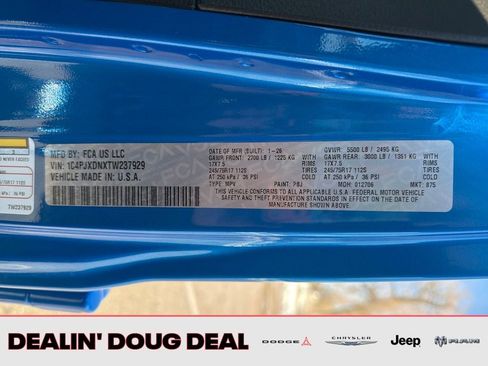 MFD BY: FCA US LLC
VIN: 1C4PJXDNXTW237929
VEHICLE MADE IN: U.S.A.
DATE OF MFR (BUILT): 1-26
GVWR: 5500 LB / 2495 KG
GAWR FRONT: 2700 LB / 1225 KG WITH
GAWR REAR: 3000 LB / 1361 KG WITH
17X7.5 RIMS
17X7.5 RIMS
245/75R17 112S TIRES
245/75R17 112S TIRES
AT 250 kPa / 36 PSI COLD
AT 250 kPa / 36 PSI COLD
TYPE: MPV PAINT: PBJ MDH: 012706 MKT: 875
THIS VEHICLE CONFORMS TO ALL APPLICABLE U.S.A. FEDERAL MOTOR VEHICLE
SAFETY AND THEFT PREVENTION STANDARDS IN EFFECT ON THE DATE OF
MANUFACTURE SHOWN ABOVE.
TW237929
DEALIN' DOUG DEAL
DODGE
CHRYSLER
Jeep
RAM